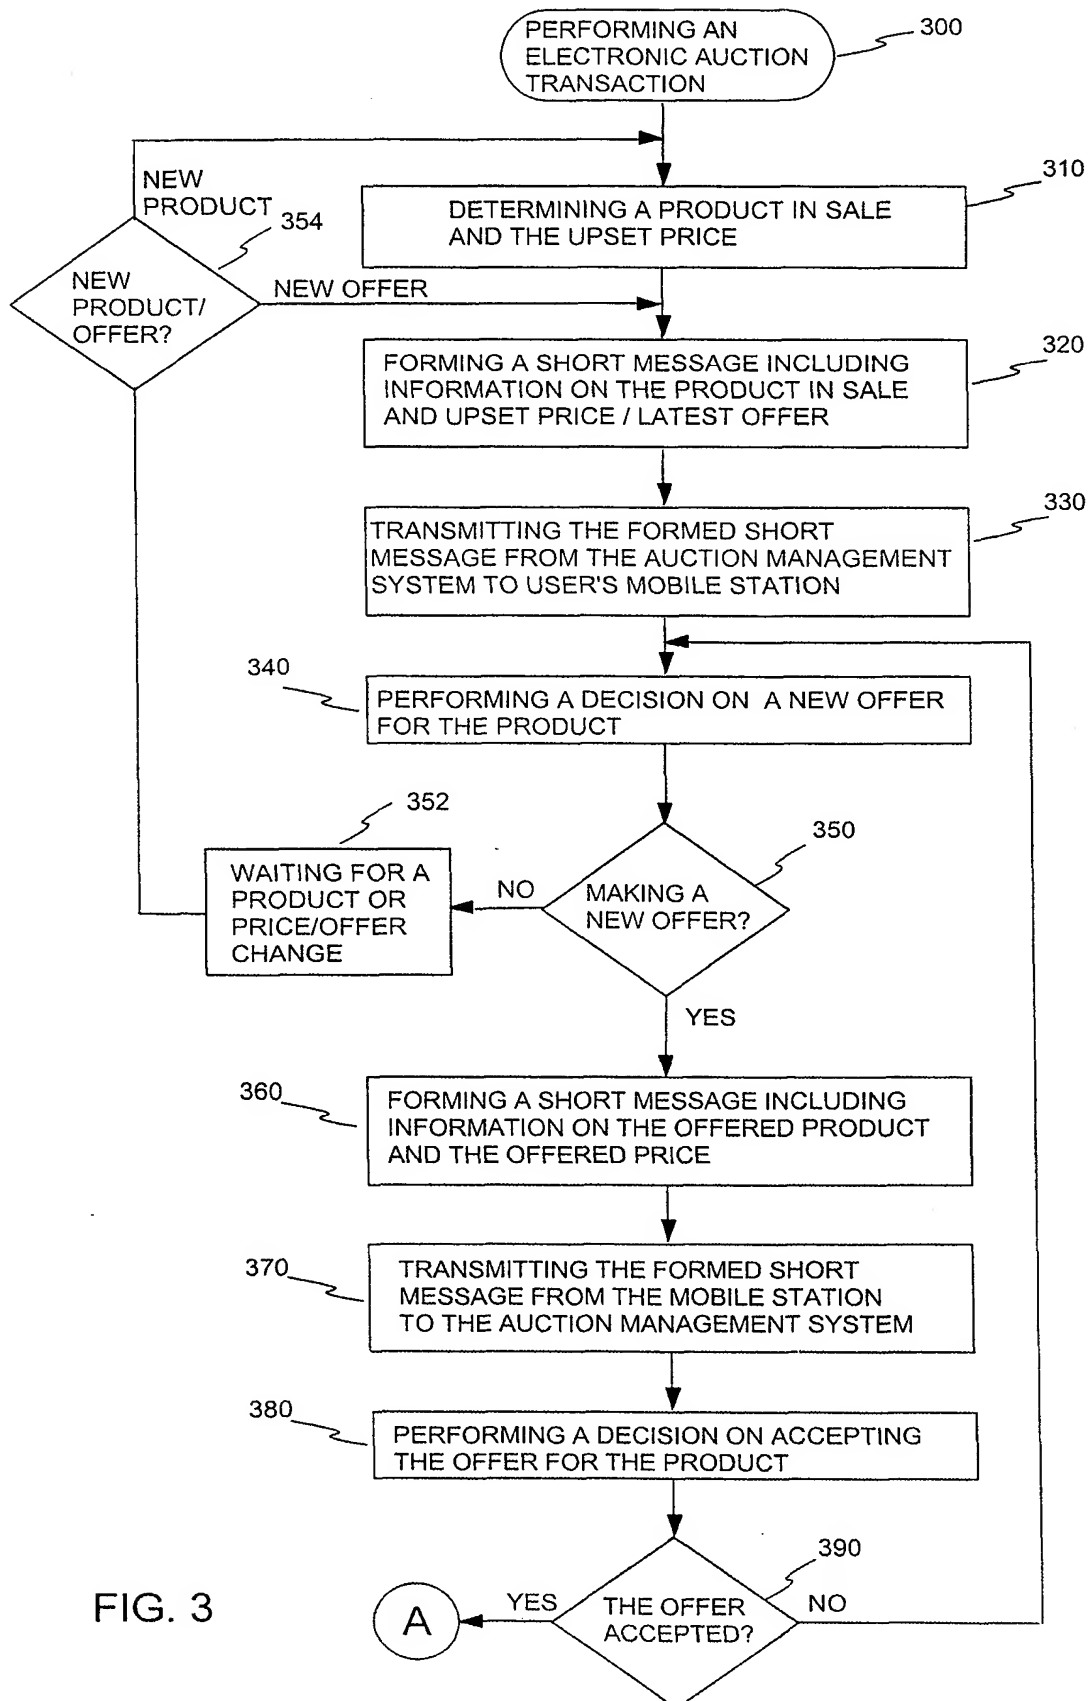 PERFORMING AN
ELECTRONIC AUCTION
TRANSACTION
300
NEW
PRODUCT
354
310
DETERMINING A PRODUCT IN SALE
AND THE UPSET PRICE
NEW
PRODUCT/
OFFER?
NEW OFFER
320
FORMING A SHORT MESSAGE INCLUDING
INFORMATION ON THE PRODUCT IN SALE
AND UPSET PRICE / LATEST OFFER
330
TRANSMITTING THE FORMED SHORT
MESSAGE FROM THE AUCTION MANAGEMENT
SYSTEM TO USER'S MOBILE STATION
340
PERFORMING A DECISION ON A NEW OFFER
FOR THE PRODUCT
352
350
WAITING FOR A
PRODUCT OR
PRICE/OFFER
CHANGE
NO
MAKING A
NEW OFFER?
YES
360
FORMING A SHORT MESSAGE INCLUDING
INFORMATION ON THE OFFERED PRODUCT
AND THE OFFERED PRICE
370
TRANSMITTING THE FORMED SHORT
MESSAGE FROM THE MOBILE STATION
TO THE AUCTION MANAGEMENT SYSTEM
380
PERFORMING A DECISION ON ACCEPTING
THE OFFER FOR THE PRODUCT
390
FIG. 3
A
YES
THE OFFER
ACCEPTED?
NO